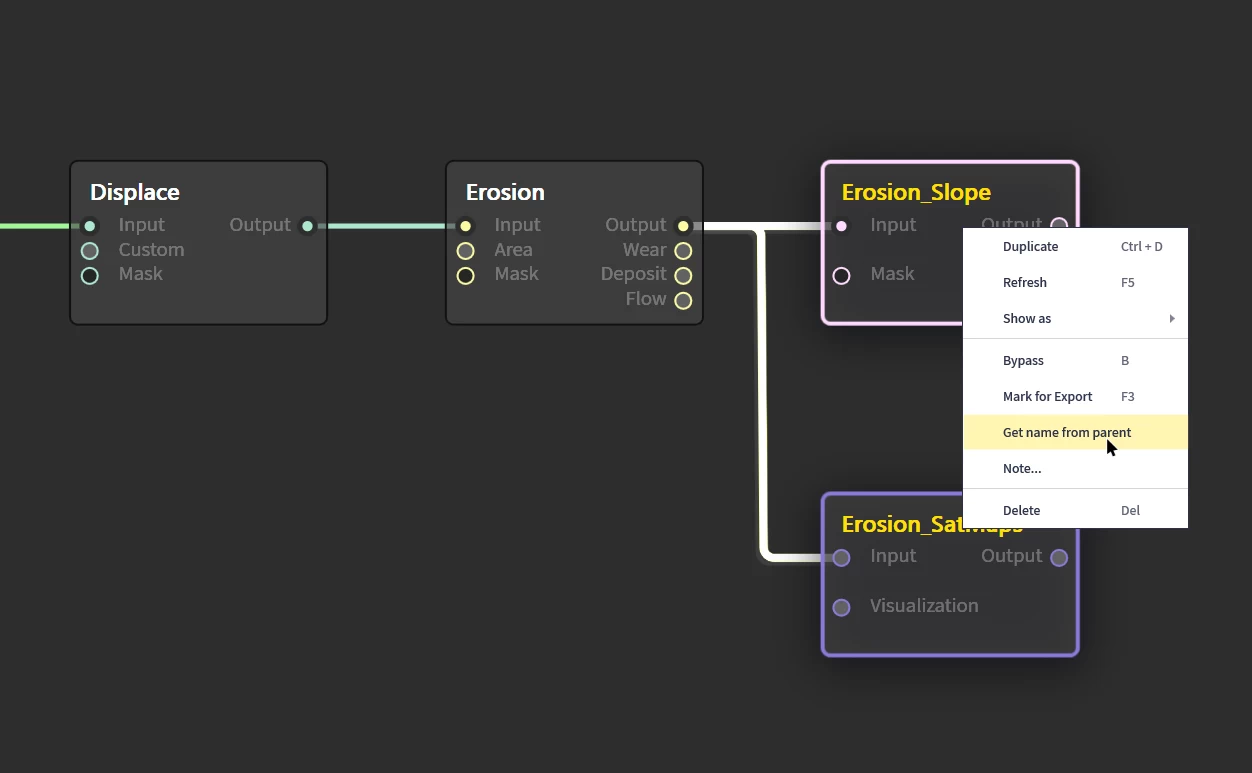 Displace
Input Output
Custom
Mask
Erosion
Input Output
Area Wear
Mask Deposit
Flow
Erosion_Slope
Input Output
Mask
Duplicate Ctrl + D
Refresh F5
Show as
Bypass B
Mark for Export F3
Get name from parent
Note...
Delete Del
Erosion_SatMaps
Input Output
Visualization